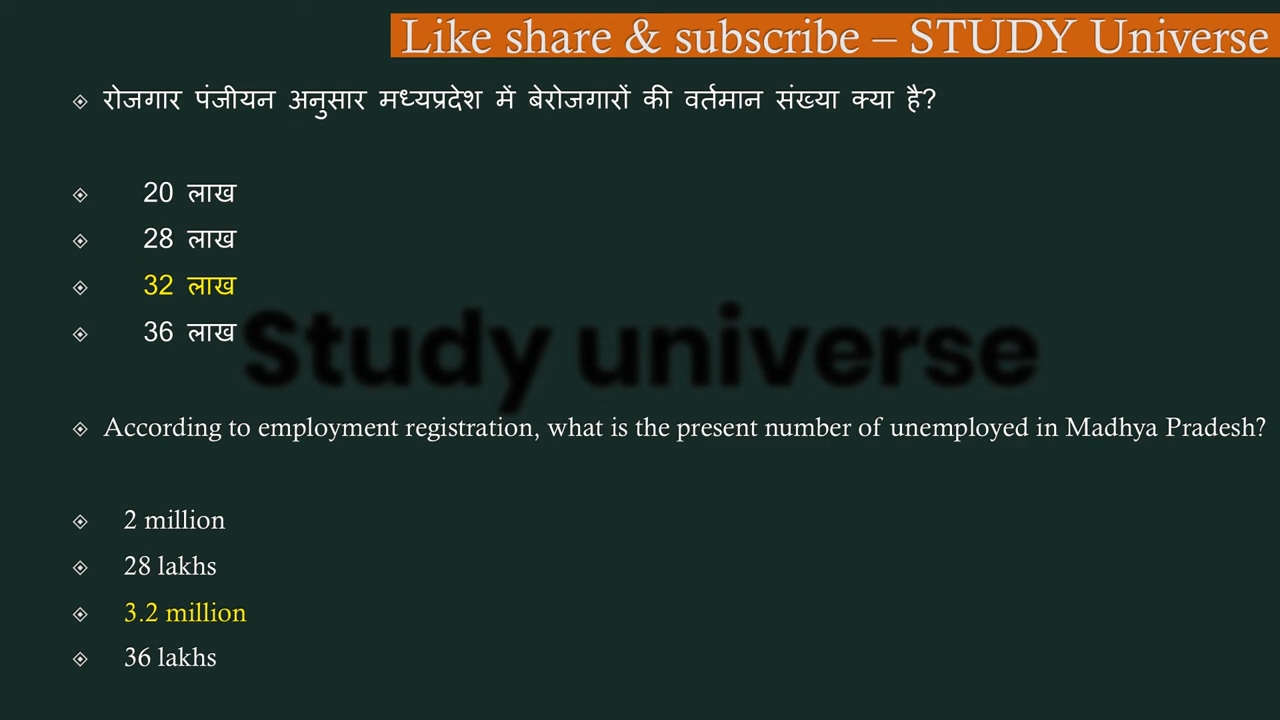 Like share & subscribe – STUDY Universe
रोजगार पंजीयन अनुसार मध्यप्रदेश में बेरोजगारों की वर्तमान संख्या क्या है?
20 लाख
28 लाख
32 लाख
36 लाख
Study universe
According to employment registration, what is the present number of unemployed in Madhya Pradesh?
2 million
28 lakhs
3.2 million
36 lakhs